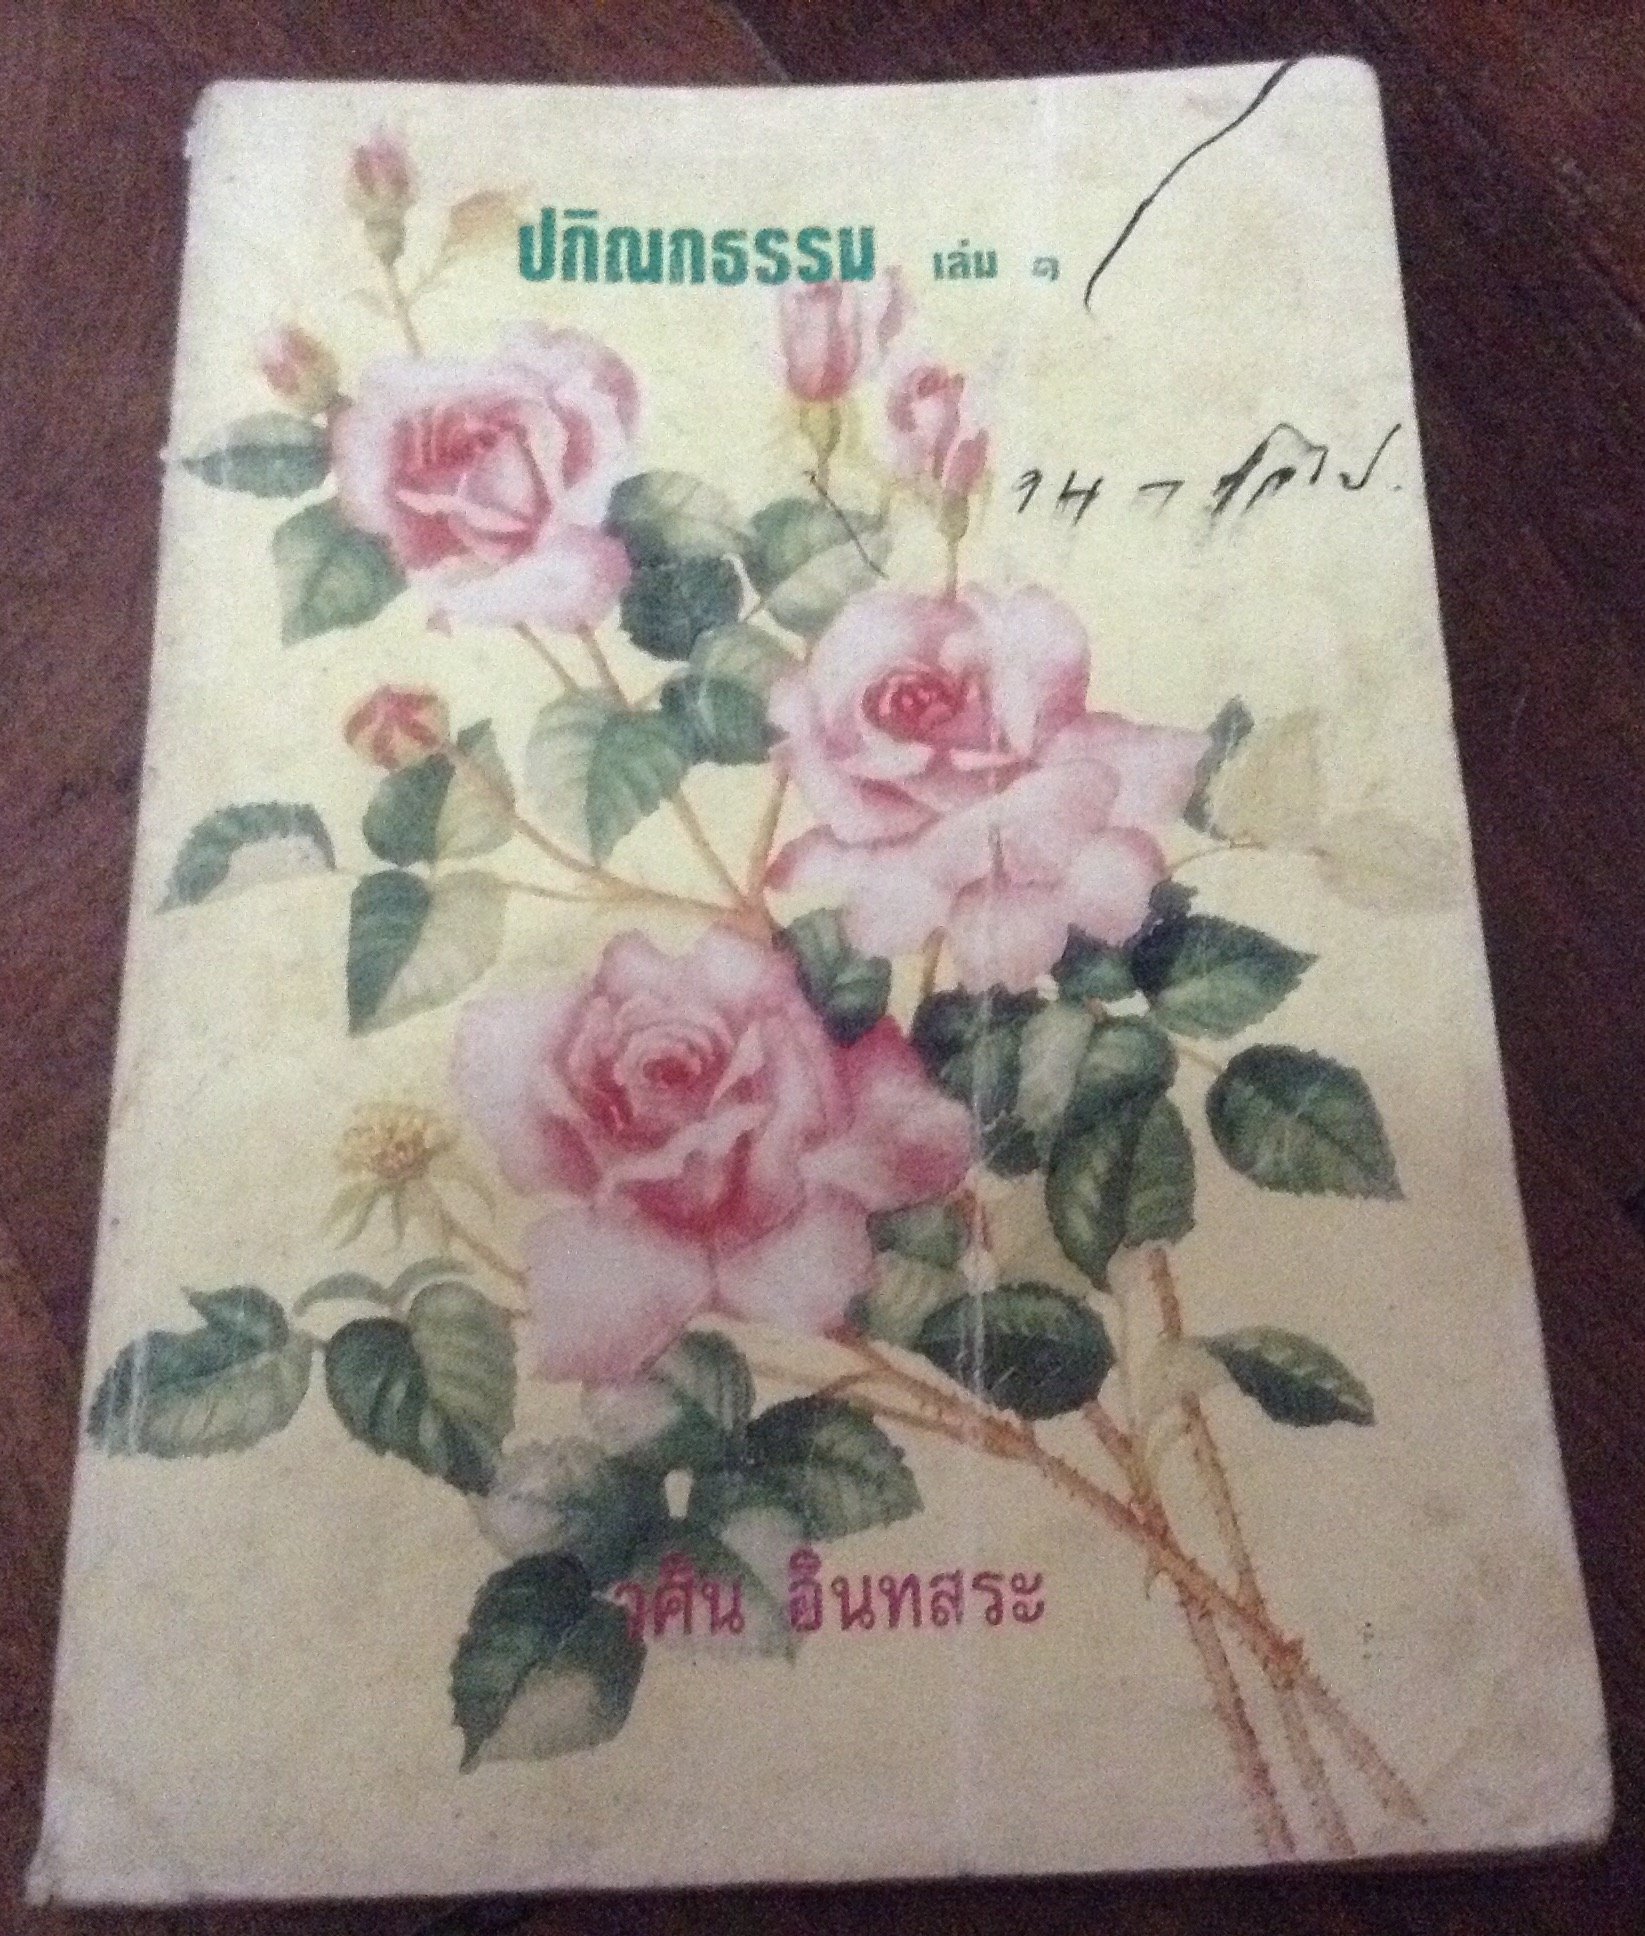 ปกิณกธรรม เล่ม ๑
วศิน อินทสระ